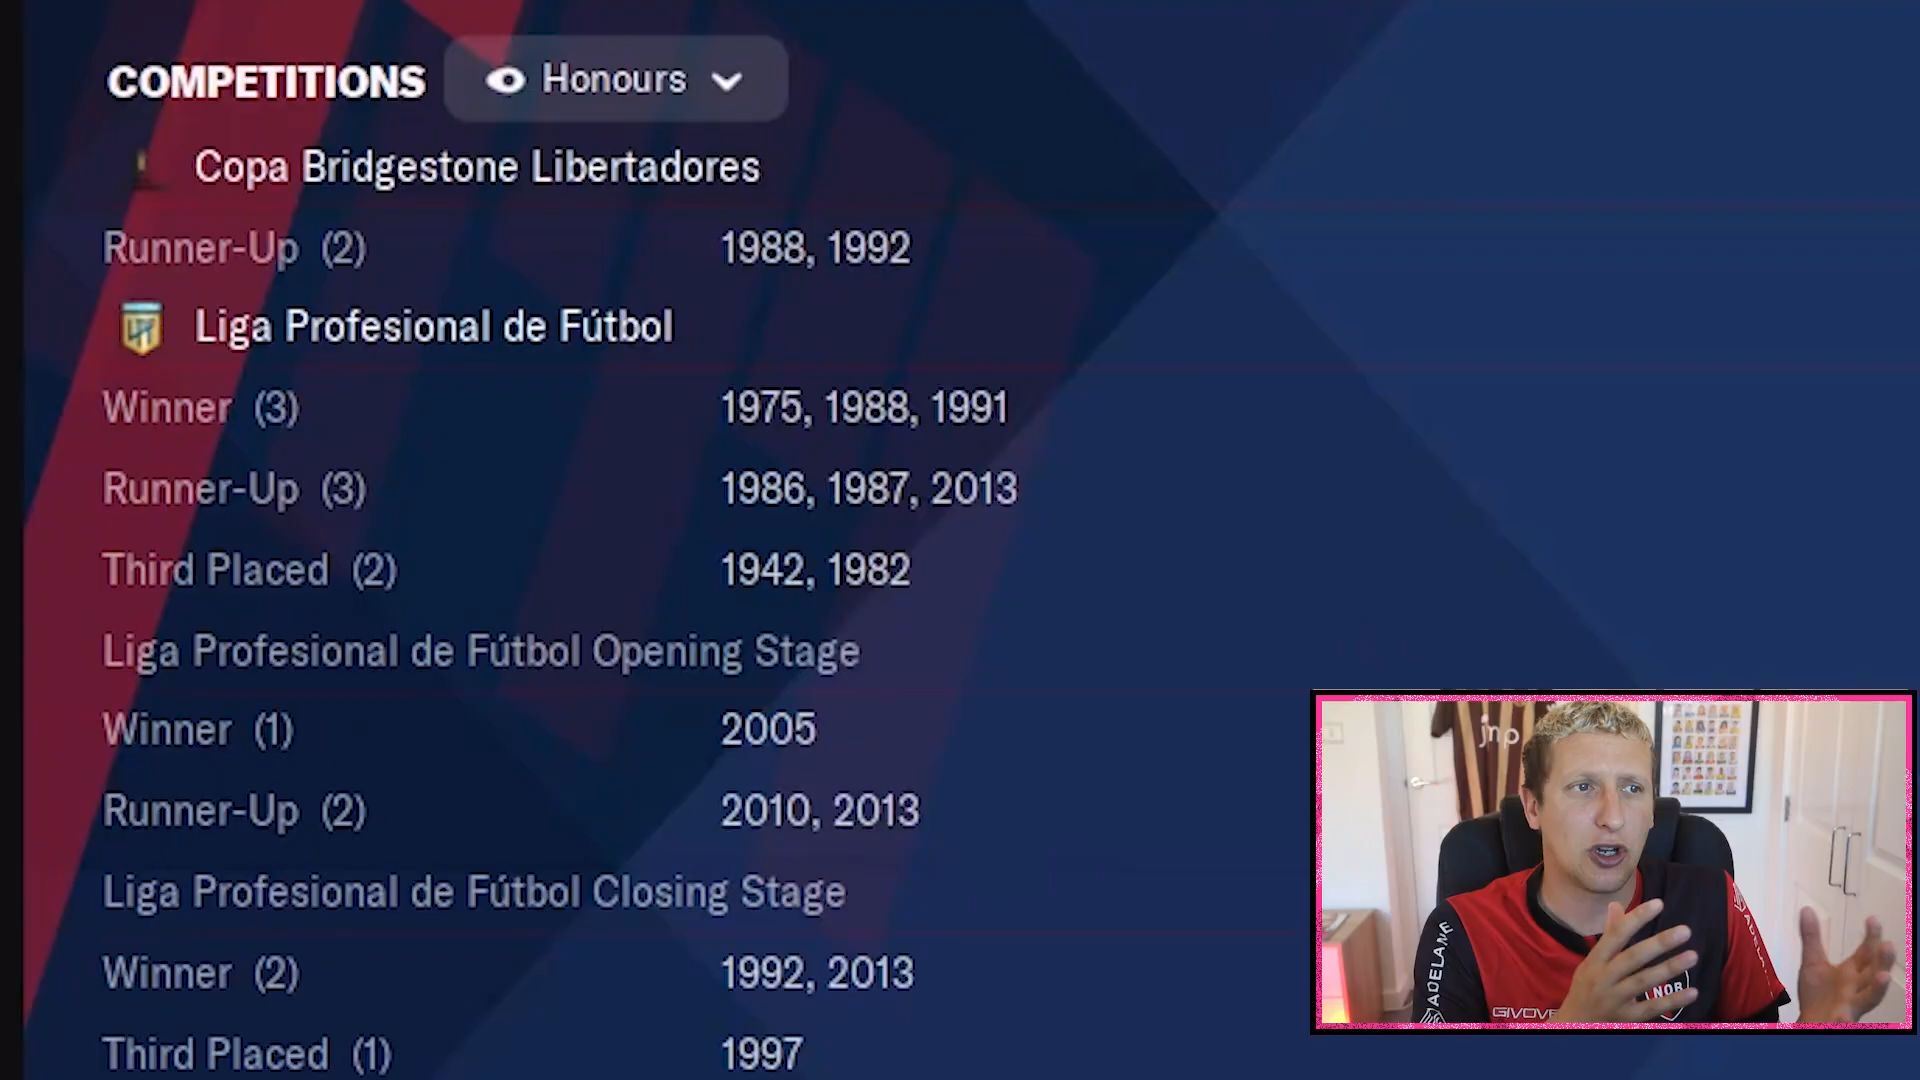 COMPETITIONS Honours
Copa Bridgestone Libertadores
Runner-Up (2) 1988, 1992
Liga Profesional de Fútbol
Winner (3) 1975, 1988, 1991
Runner-Up (3) 1986, 1987, 2013
Third Placed (2) 1942, 1982
Liga Profesional de Fútbol Opening Stage
Winner (1) 2005
Runner-Up (2) 2010, 2013
Liga Profesional de Fútbol Closing Stage
Winner (2) 1992, 2013
Third Placed (1) 1997
jnp
ADELANE
NOB